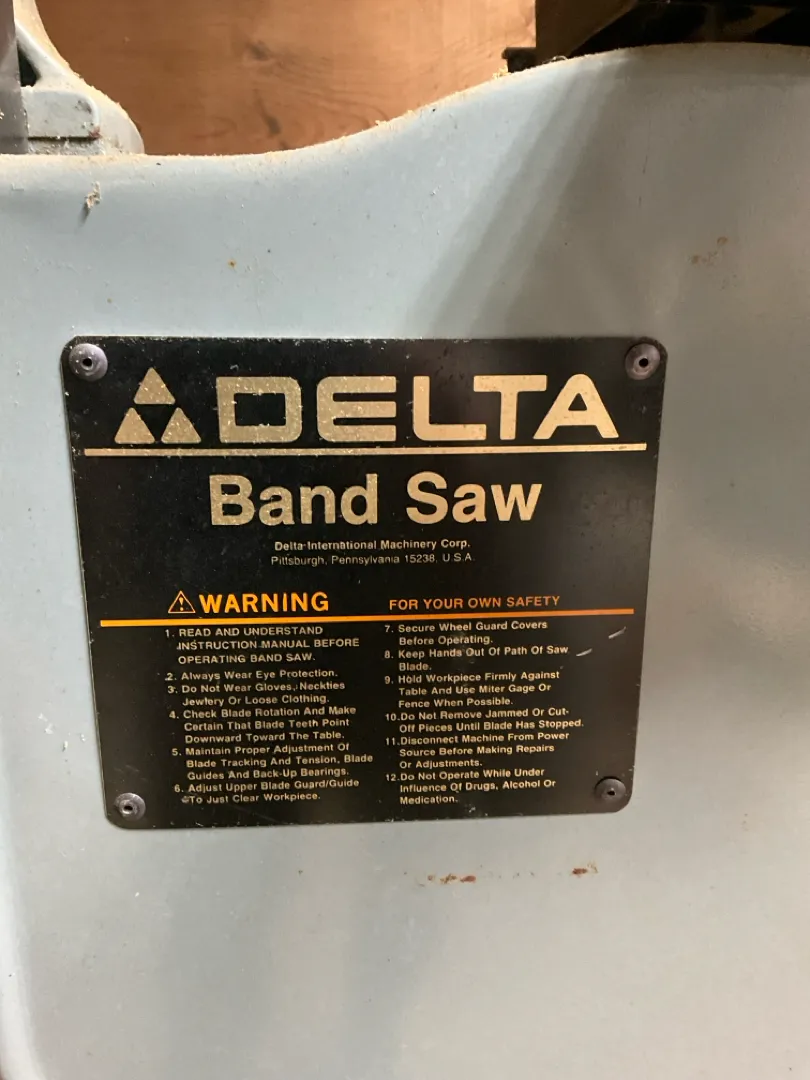 DELTA
Band Saw
Delta International Machinery Corp.
Pittsburgh, Pennsylvania 15238, U.S.A.
WARNING FOR YOUR OWN SAFETY
1. READ AND UNDERSTAND
INSTRUCTION MANUAL BEFORE
OPERATING BAND SAW.
2. Always Wear Eye Protection.
3. Do Not Wear Gloves, Neckties
Jewlery Or Loose Clothing.
4. Check Blade Rotation And Make
Certain That Blade Teeth Point
Downward Toward The Table.
5. Maintain Proper Adjustment Of
Blade Tracking And Tension, Blade
Guides And Back-Up Bearings.
6. Adjust Upper Blade Guard/Guide
To Just Clear Workpiece.
7. Secure Wheel Guard Covers
Before Operating.
8. Keep Hands Out Of Path Of Saw
Blade.
9. Hold Workpiece Firmly Against
Table And Use Miter Gage Or
Fence When Possible.
10. Do Not Remove Jammed Or Cut-
Off Pieces Until Blade Has Stopped.
11. Disconnect Machine From Power
Source Before Making Repairs
Or Adjustments.
12. Do Not Operate While Under
Influence Of Drugs, Alcohol Or
Medication.